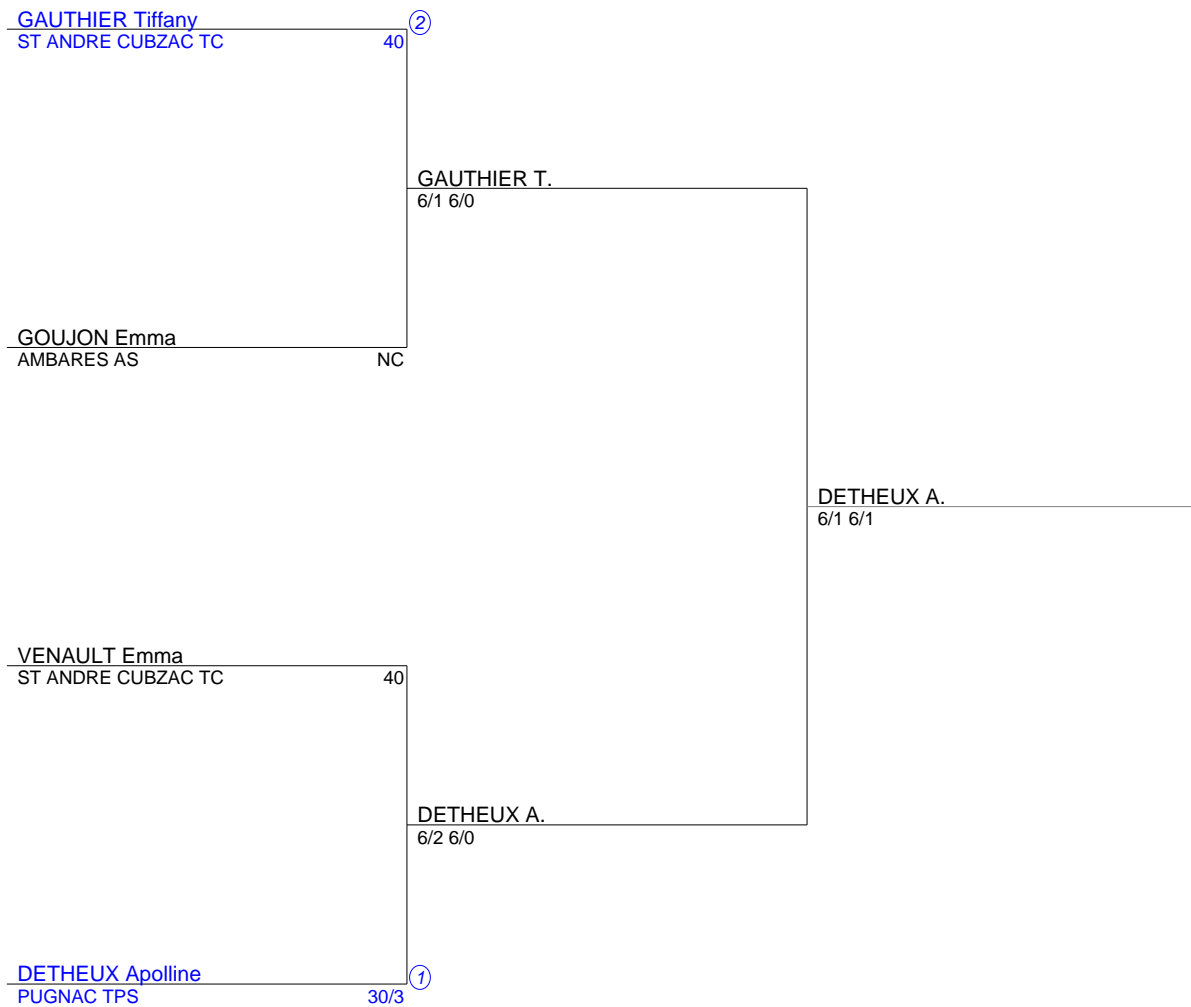 GAUTHIER Tiffany 2
ST ANDRE CUBZAC TC 40
GAUTHIER T.
6/1 6/0
GOUJON Emma
AMBARES AS NC
DETHEUX A.
6/1 6/1
VENAULT Emma
ST ANDRE CUBZAC TC 40
DETHEUX A.
6/2 6/0
DETHEUX Apolline 1
PUGNAC TPS 30/3